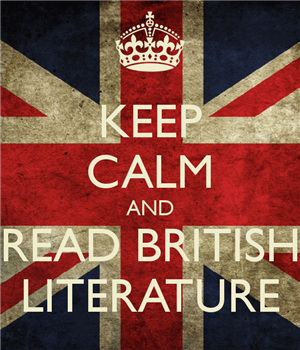 KEEP
CALM
AND
READ BRITISH
LITERATURE